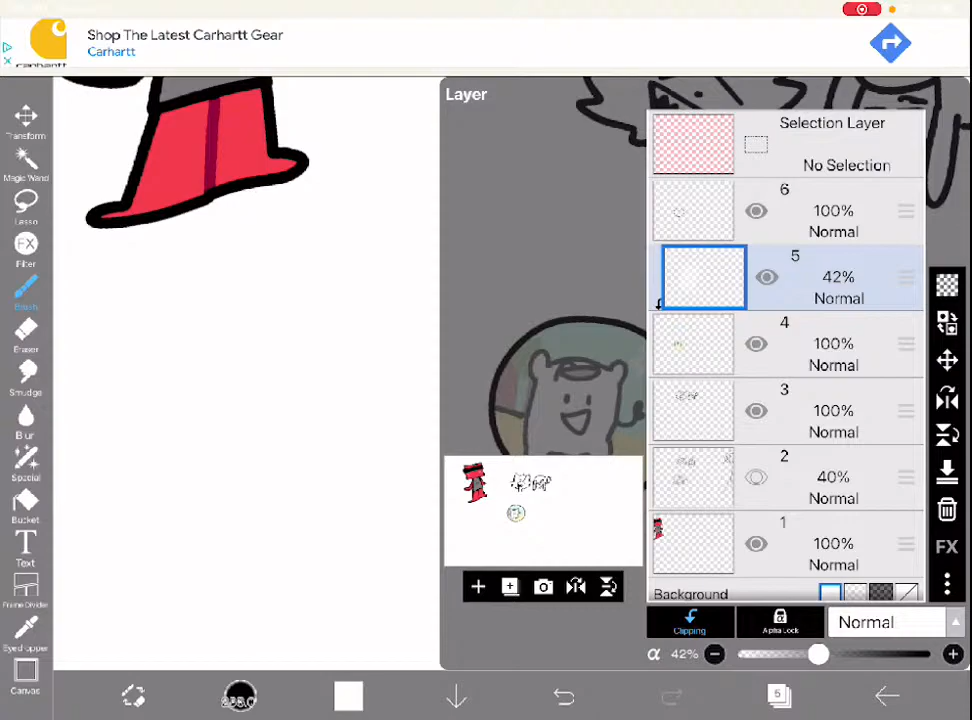 Shop The Latest Carhartt Gear
Carhartt
carhartt
Layer
Transform
Magic Wand
Lasso
FX
Filter
Brush
Eraser
Smudge
Blur
Special
Bucket
T
Text
Frame Divider
Eyedropper
Canvas
Selection Layer
No Selection
6
100%
Normal
5
42%
Normal
4
100%
Normal
3
100%
Normal
2
40%
Normal
1
100%
Normal
Background
FX
Clipping
Alpha Lock
Normal
α 42%
5